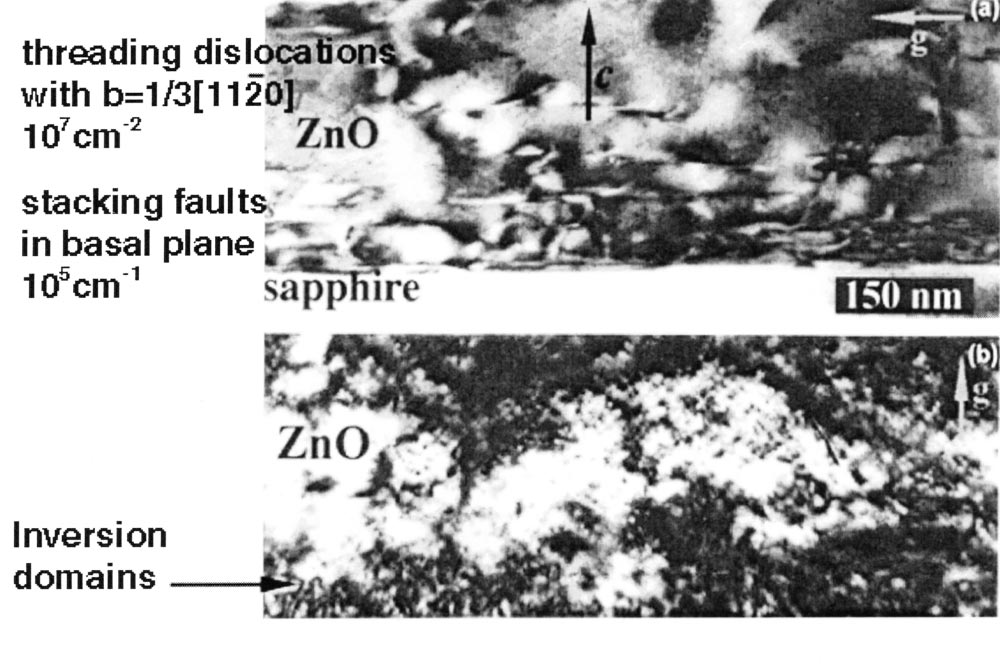 (a)
threading dislocations
g
with b=1/3[112̄0]
c
10⁷cm⁻²
ZnO
stacking faults
in basal plane
10⁵cm⁻¹
sapphire
150 nm
(b)
g
ZnO
Inversion
domains